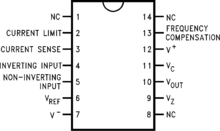 NC 1
CURRENT LIMIT 2
CURRENT SENSE 3
INVERTING INPUT 4
NON-INVERTING
INPUT 5
VREF 6
V- 7
14 NC
13 FREQUENCY
COMPENSATION
12 V+
11 VC
10 VOUT
9 VZ
8 NC